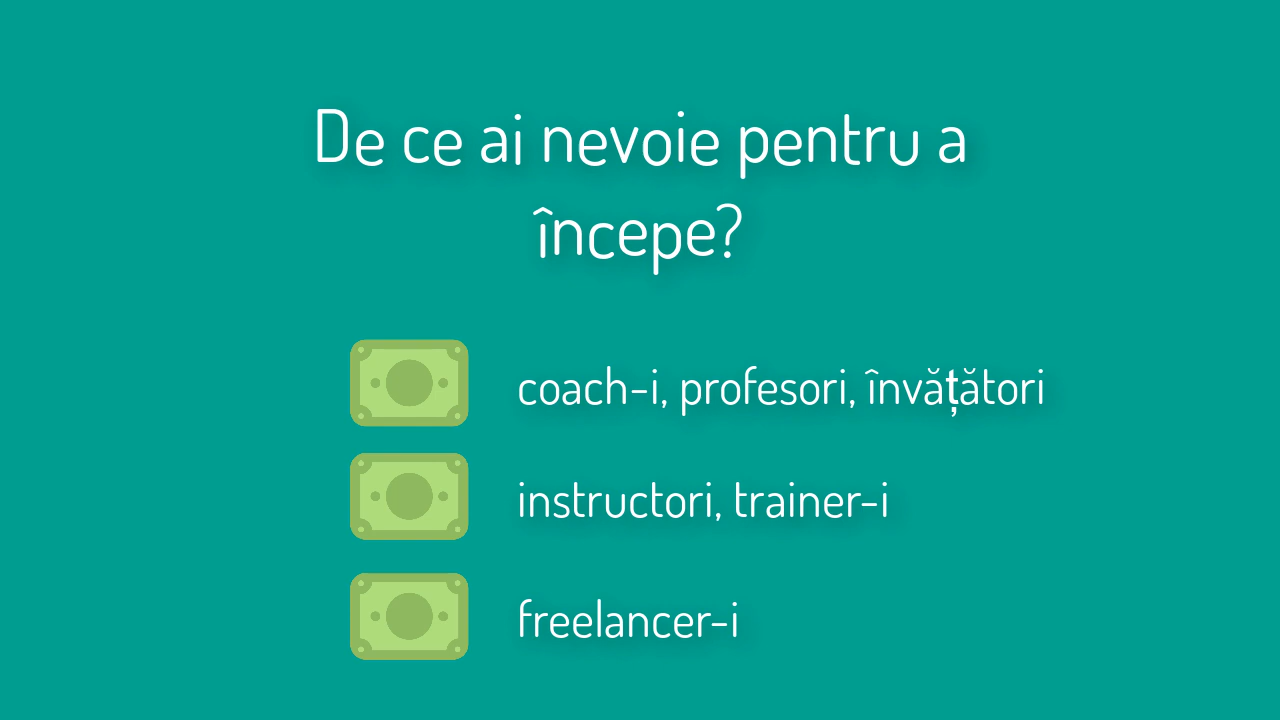 De ce ai nevoie pentru a
începe?
coach-i, profesori, învățători
instructori, trainer-i
freelancer-i